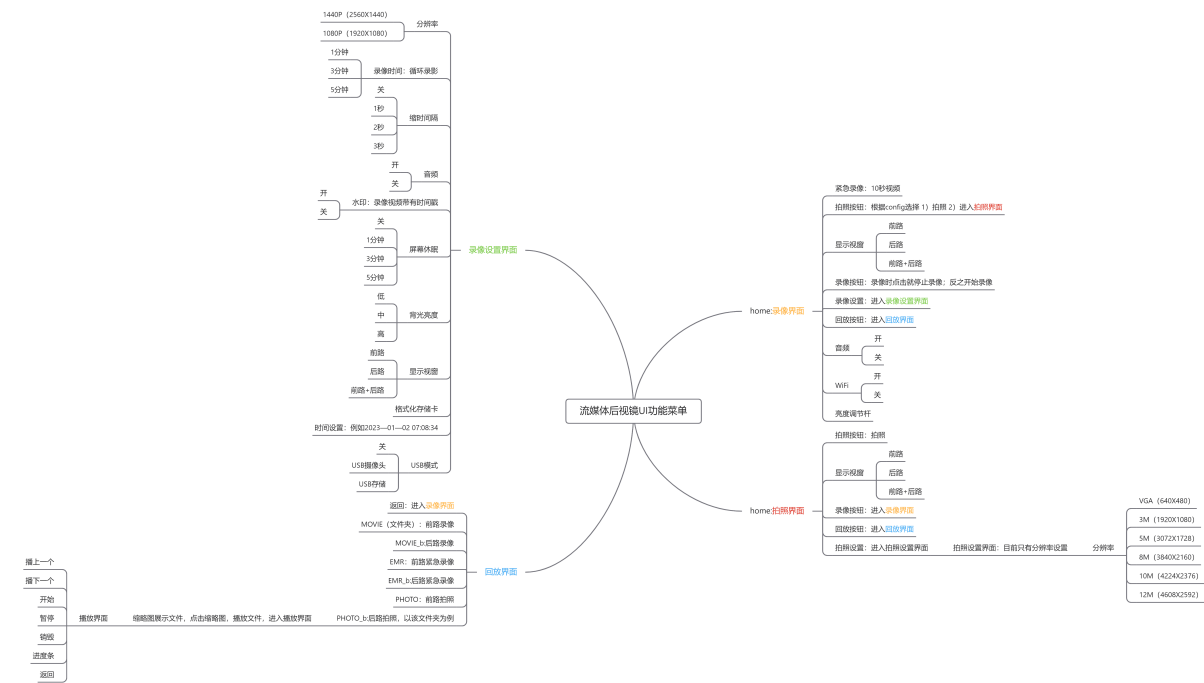 流媒体后视镜UI功能菜单
录像设置界面
分辨率
1440P（2560X1440）
1080P（1920X1080）
录像时间：循环录影
1分钟
3分钟
5分钟
缩时间隔
关
1秒
2秒
3秒
音频
开
关
水印：录像视频带有时间戳
开
关
屏幕休眠
关
1分钟
3分钟
5分钟
背光亮度
低
中
高
显示视窗
前路
后路
前路+后路
格式化存储卡
时间设置：例如2023—01—02 07:08:34
USB模式
关
USB摄像头
USB存储
回放界面
返回：进入录像界面
MOVIE（文件夹）：前路录像
MOVIE_b:后路录像
EMR：前路紧急录像
EMR_b:后路紧急录像
PHOTO：前路拍照
PHOTO_b:后路拍照，以该文件夹为例
缩略图展示文件，点击缩略图，播放文件，进入播放界面
播放界面
播上一个
播下一个
开始
暂停
销毁
进度条
返回
home:录像界面
紧急录像：10秒视频
拍照按钮：根据config选择 1）拍照 2）进入拍照界面
显示视窗
前路
后路
前路+后路
录像按钮：录像时点击就停止录像；反之开始录像
录像设置：进入录像设置界面
回放按钮：进入回放界面
音频
开
关
WiFi
开
关
亮度调节杆
home:拍照界面
拍照按钮：拍照
显示视窗
前路
后路
前路+后路
录像按钮：进入录像界面
回放按钮：进入回放界面
拍照设置：进入拍照设置界面
拍照设置界面：目前只有分辨率设置
分辨率
VGA（640X480）
3M（1920X1080）
5M（3072X1728）
8M（3840X2160）
10M（4224X2376）
12M（4608X2592）